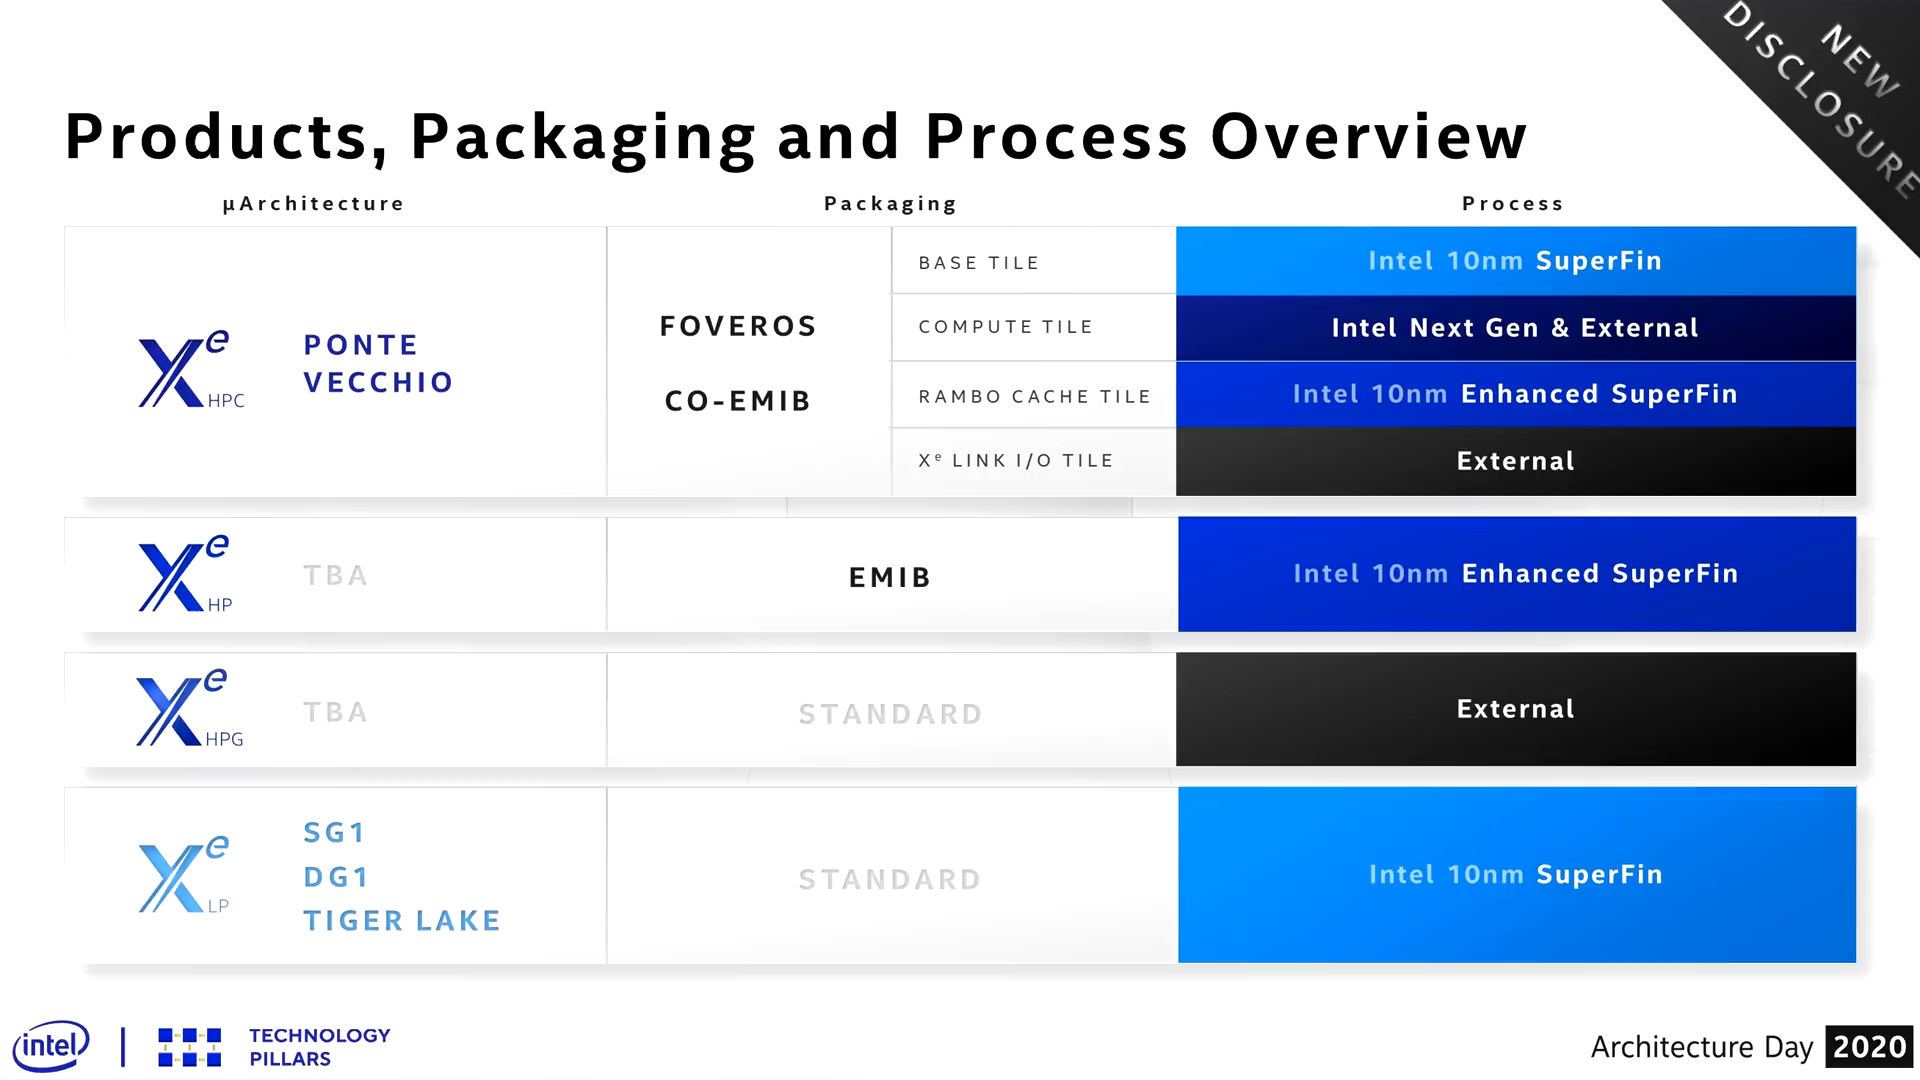 NEW
DISCLOSURE
Products, Packaging and Process Overview
µArchitecture
Packaging
Process
Xe HPC
PONTE
VECCHIO
FOVEROS
CO-EMIB
BASE TILE
Intel 10nm SuperFin
COMPUTE TILE
Intel Next Gen & External
RAMBO CACHE TILE
Intel 10nm Enhanced SuperFin
Xᵉ LINK I/O TILE
External
Xe HP
TBA
EMIB
Intel 10nm Enhanced SuperFin
Xe HPG
TBA
STANDARD
External
Xe LP
SG1
DG1
TIGER LAKE
STANDARD
Intel 10nm SuperFin
intel
TECHNOLOGY
PILLARS
Architecture Day 2020